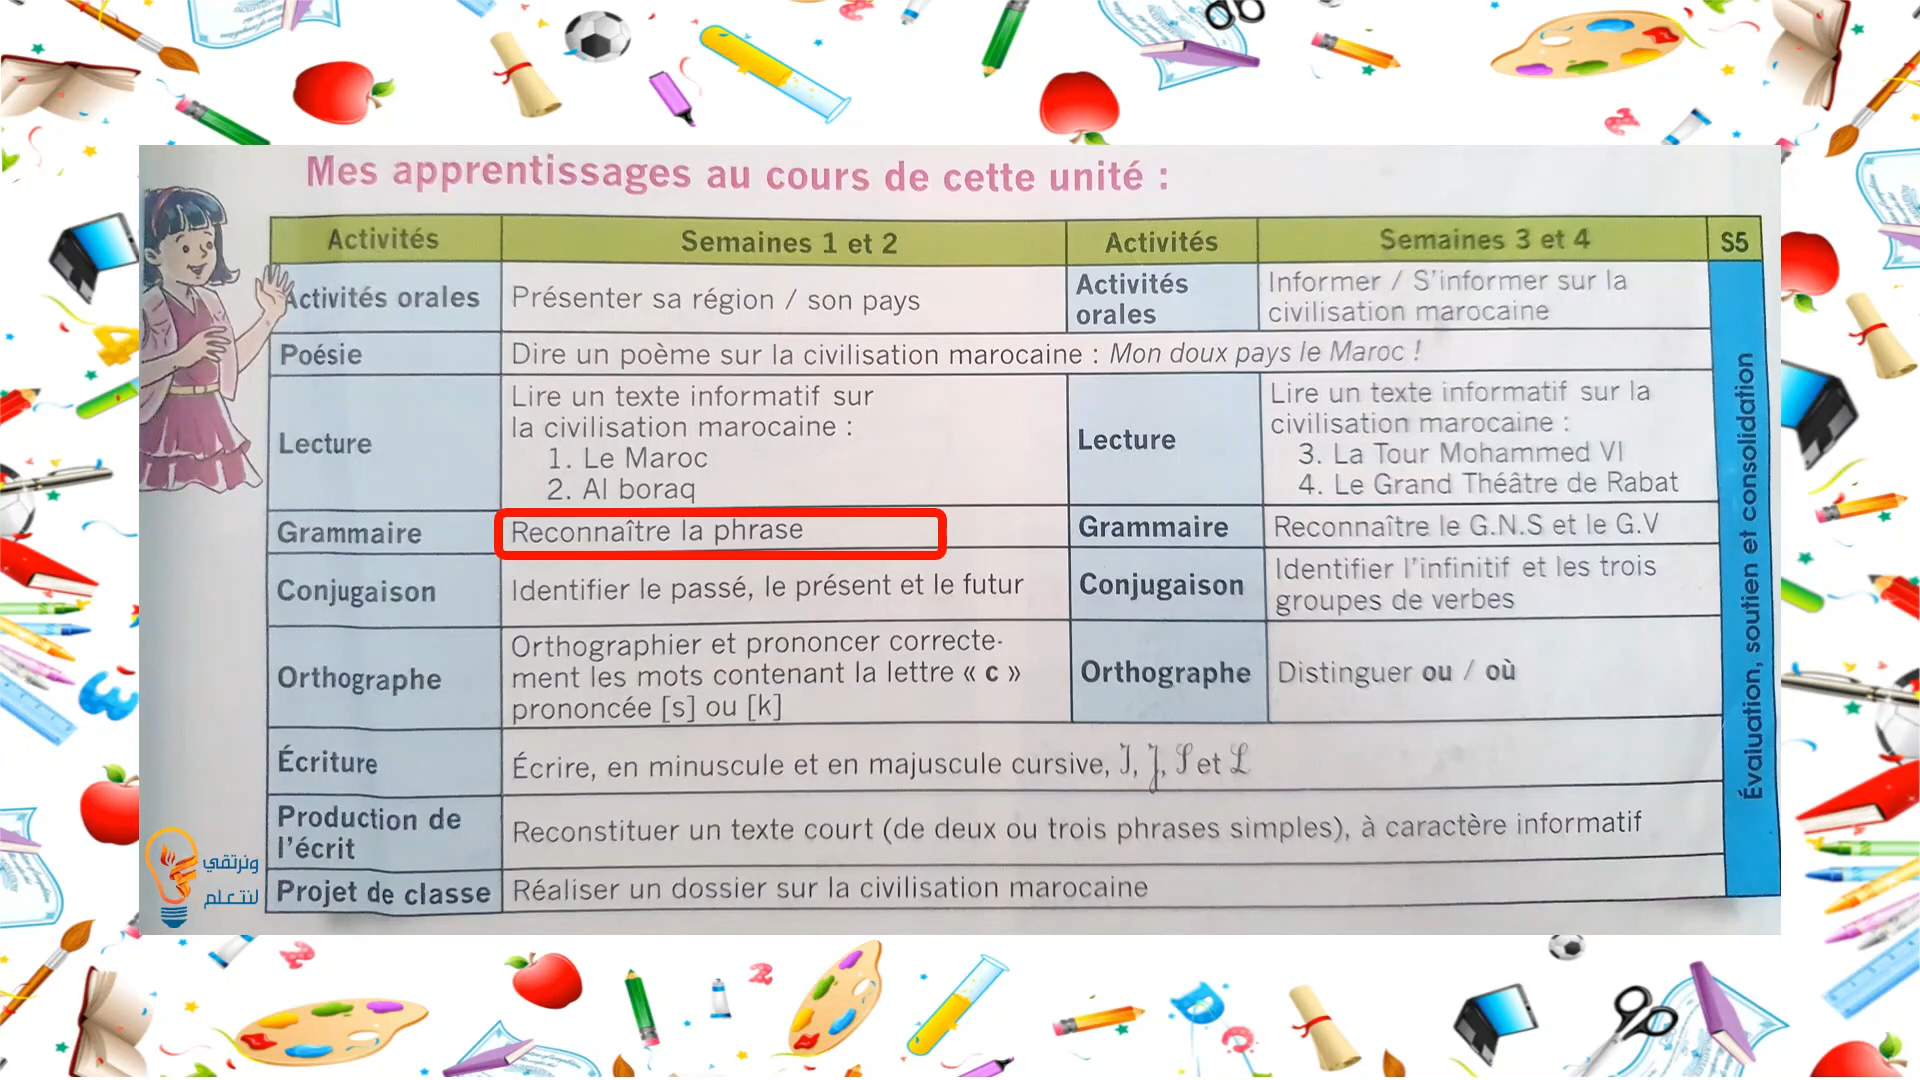 Mes apprentissages au cours de cette unité :
Activités
Semaines 1 et 2
Activités
Semaines 3 et 4
S5
Activités orales
Présenter sa région / son pays
Activités
orales
Informer / S'informer sur la
civilisation marocaine
Poésie
Dire un poème sur la civilisation marocaine : Mon doux pays le Maroc !
Lecture
Lire un texte informatif sur
la civilisation marocaine :
1. Le Maroc
2. Al boraq
Lecture
Lire un texte informatif sur la
civilisation marocaine :
3. La Tour Mohammed VI
4. Le Grand Théâtre de Rabat
Grammaire
Reconnaître la phrase
Grammaire
Reconnaître le G.N.S et le G.V
Conjugaison
Identifier le passé, le présent et le futur
Conjugaison
Identifier l'infinitif et les trois
groupes de verbes
Orthographe
Orthographier et prononcer correcte-
ment les mots contenant la lettre « c »
prononcée [s] ou [k]
Orthographe
Distinguer ou / où
Écriture
Écrire, en minuscule et en majuscule cursive, I, J, S et L
Production de
l'écrit
Reconstituer un texte court (de deux ou trois phrases simples), à caractère informatif
Projet de classe
Réaliser un dossier sur la civilisation marocaine
Évaluation, soutien et consolidation
ونرتقي
لنتعلم